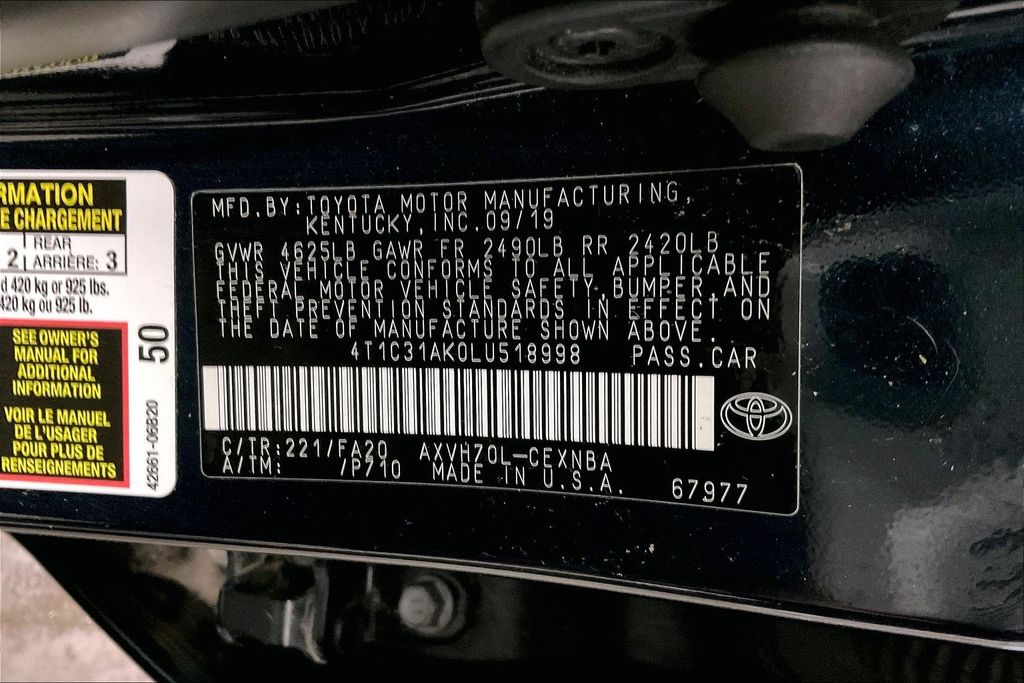 RMATION
E CHARGEMENT
2 REAR
ARRIÈRE: 3
d 420 kg or 925 lbs.
420 kg ou 925 lb.
SEE OWNER'S
MANUAL FOR
ADDITIONAL
INFORMATION
VOIR LE MANUEL
DE L'USAGER
POUR PLUS DE
RENSEIGNEMENTS
50
42661-06B20
MFD.BY:TOYOTA MOTOR MANUFACTURING,
KENTUCKY, INC.09/19
GVWR 4625LB GAWR FR 2490LB RR 2420LB
THIS VEHICLE CONFORMS TO ALL APPLICABLE
FEDERAL MOTOR VEHICLE SAFETY,BUMPER,AND
THEFT PREVENTION STANDARDS IN EFFECT ON
THE DATE OF MANUFACTURE SHOWN ABOVE.
4T1C31AK0LU518998 PASS.CAR
C/TR:221/FA20 AXVH70L-CEXNBA
A/TM: /P710 MADE IN U.S.A. 67977